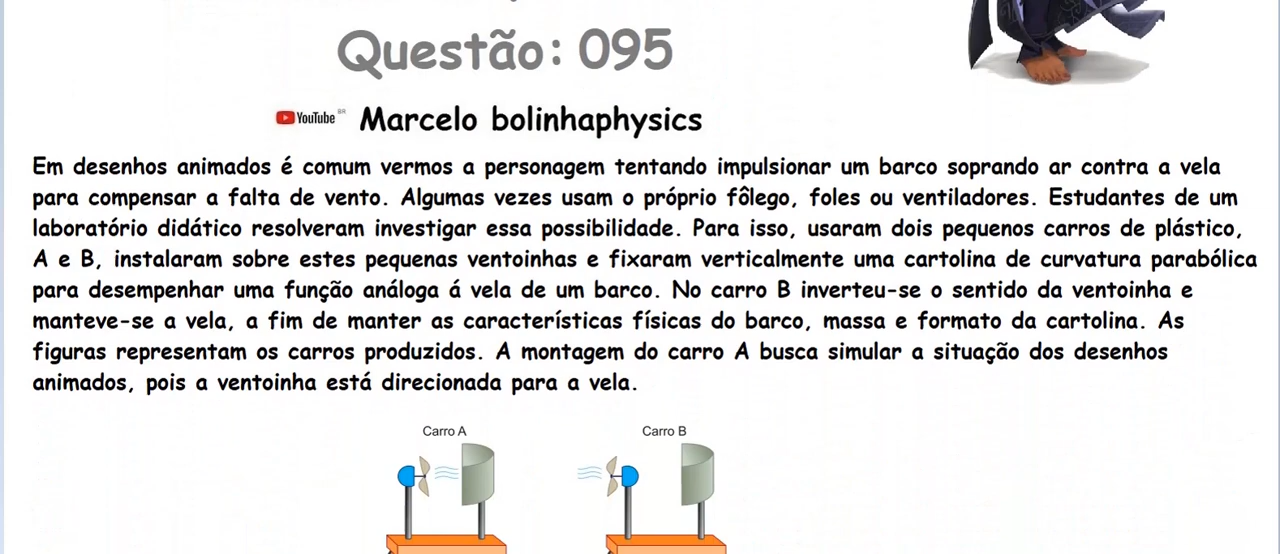 Questão: 095
YouTube BR Marcelo bolinhaphysics
Em desenhos animados é comum vermos a personagem tentando impulsionar um barco soprando ar contra a vela
para compensar a falta de vento. Algumas vezes usam o próprio fôlego, foles ou ventiladores. Estudantes de um
laboratório didático resolveram investigar essa possibilidade. Para isso, usaram dois pequenos carros de plástico,
A e B, instalaram sobre estes pequenas ventoinhas e fixaram verticalmente uma cartolina de curvatura parabólica
para desempenhar uma função análoga á vela de um barco. No carro B inverteu-se o sentido da ventoinha e
manteve-se a vela, a fim de manter as características físicas do barco, massa e formato da cartolina. As
figuras representam os carros produzidos. A montagem do carro A busca simular a situação dos desenhos
animados, pois a ventoinha está direcionada para a vela.
Carro A Carro B